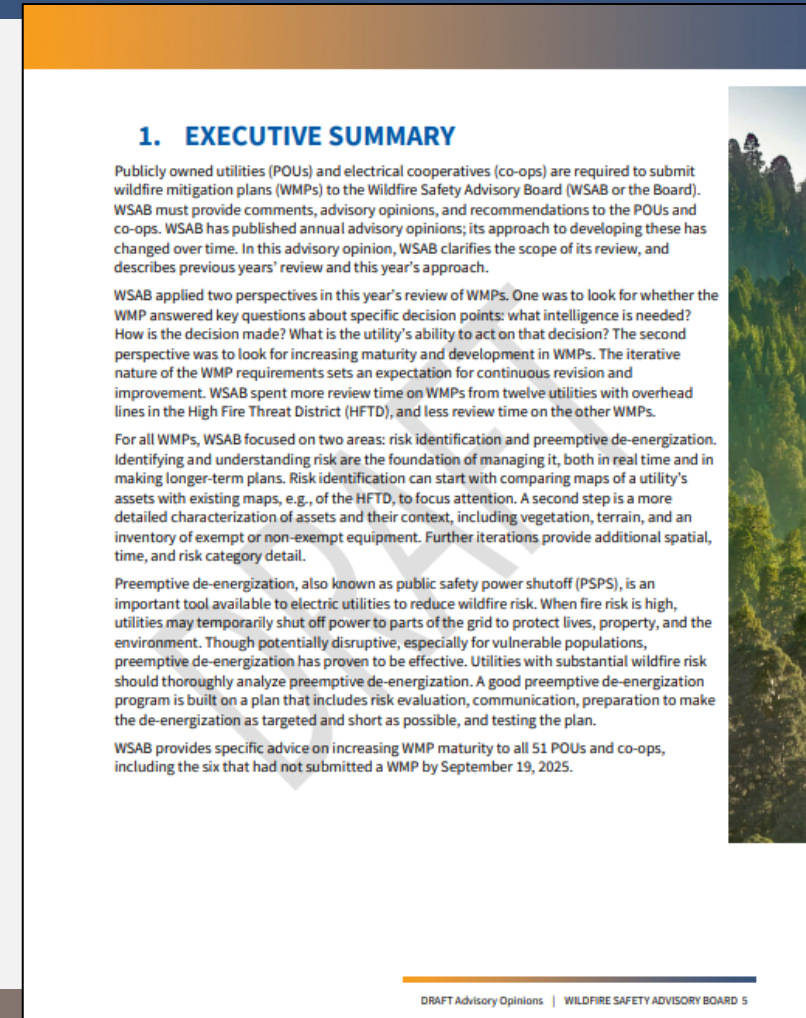 1. EXECUTIVE SUMMARY
Publicly owned utilities (POUs) and electrical cooperatives (co-ops) are required to submit
wildfire mitigation plans (WMPs) to the Wildfire Safety Advisory Board (WSAB or the Board).
WSAB must provide comments, advisory opinions, and recommendations to the POUs and
co-ops. WSAB has published annual advisory opinions; its approach to developing these has
changed over time. In this advisory opinion, WSAB clarifies the scope of its review, and
describes previous years' review and this year's approach.
WSAB applied two perspectives in this year's review of WMPs. One was to look for whether the
WMP answered key questions about specific decision points: what intelligence is needed?
How is the decision made? What is the utility's ability to act on that decision? The second
perspective was to look for increasing maturity and development in WMPs. The iterative
nature of the WMP requirements sets an expectation for continuous revision and
improvement. WSAB spent more review time on WMPs from twelve utilities with overhead
lines in the High Fire Threat District (HFTD), and less review time on the other WMPs.
For all WMPs, WSAB focused on two areas: risk identification and preemptive de-energization.
Identifying and understanding risk are the foundation of managing it, both in real time and in
making longer-term plans. Risk identification can start with comparing maps of a utility's
assets with existing maps, e.g., of the HFTD, to focus attention. A second step is a more
detailed characterization of assets and their context, including vegetation, terrain, and an
inventory of exempt or non-exempt equipment. Further iterations provide additional spatial,
time, and risk category detail.
Preemptive de-energization, also known as public safety power shutoff (PSPS), is an
important tool available to electric utilities to reduce wildfire risk. When fire risk is high,
utilities may temporarily shut off power to parts of the grid to protect lives, property, and the
environment. Though potentially disruptive, especially for vulnerable populations,
preemptive de-energization has proven to be effective. Utilities with substantial wildfire risk
should thoroughly analyze preemptive de-energization. A good preemptive de-energization
program is built on a plan that includes risk evaluation, communication, preparation to make
the de-energization as targeted and short as possible, and testing the plan.
WSAB provides specific advice on increasing WMP maturity to all 51 POUs and co-ops,
including the six that had not submitted a WMP by September 19, 2025.
DRAFT
DRAFT Advisory Opinions | WILDFIRE SAFETY ADVISORY BOARD 5